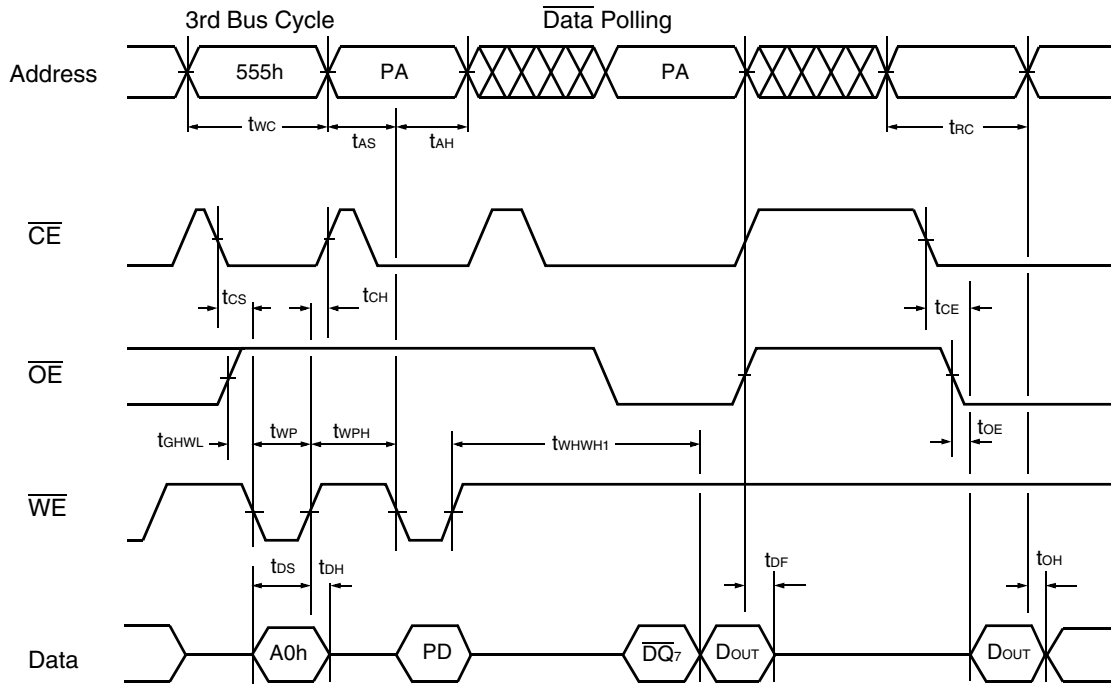 3rd Bus Cycle Data Polling
Address 555h PA PA
tWC tAS tAH tRC
CE
tCS tCH tCE
OE
tGHWL tWP tWPH tWHWH1 tOE
WE
tDS tDH tDF tOH
Data A0h PD DQ7 DOUT DOUT